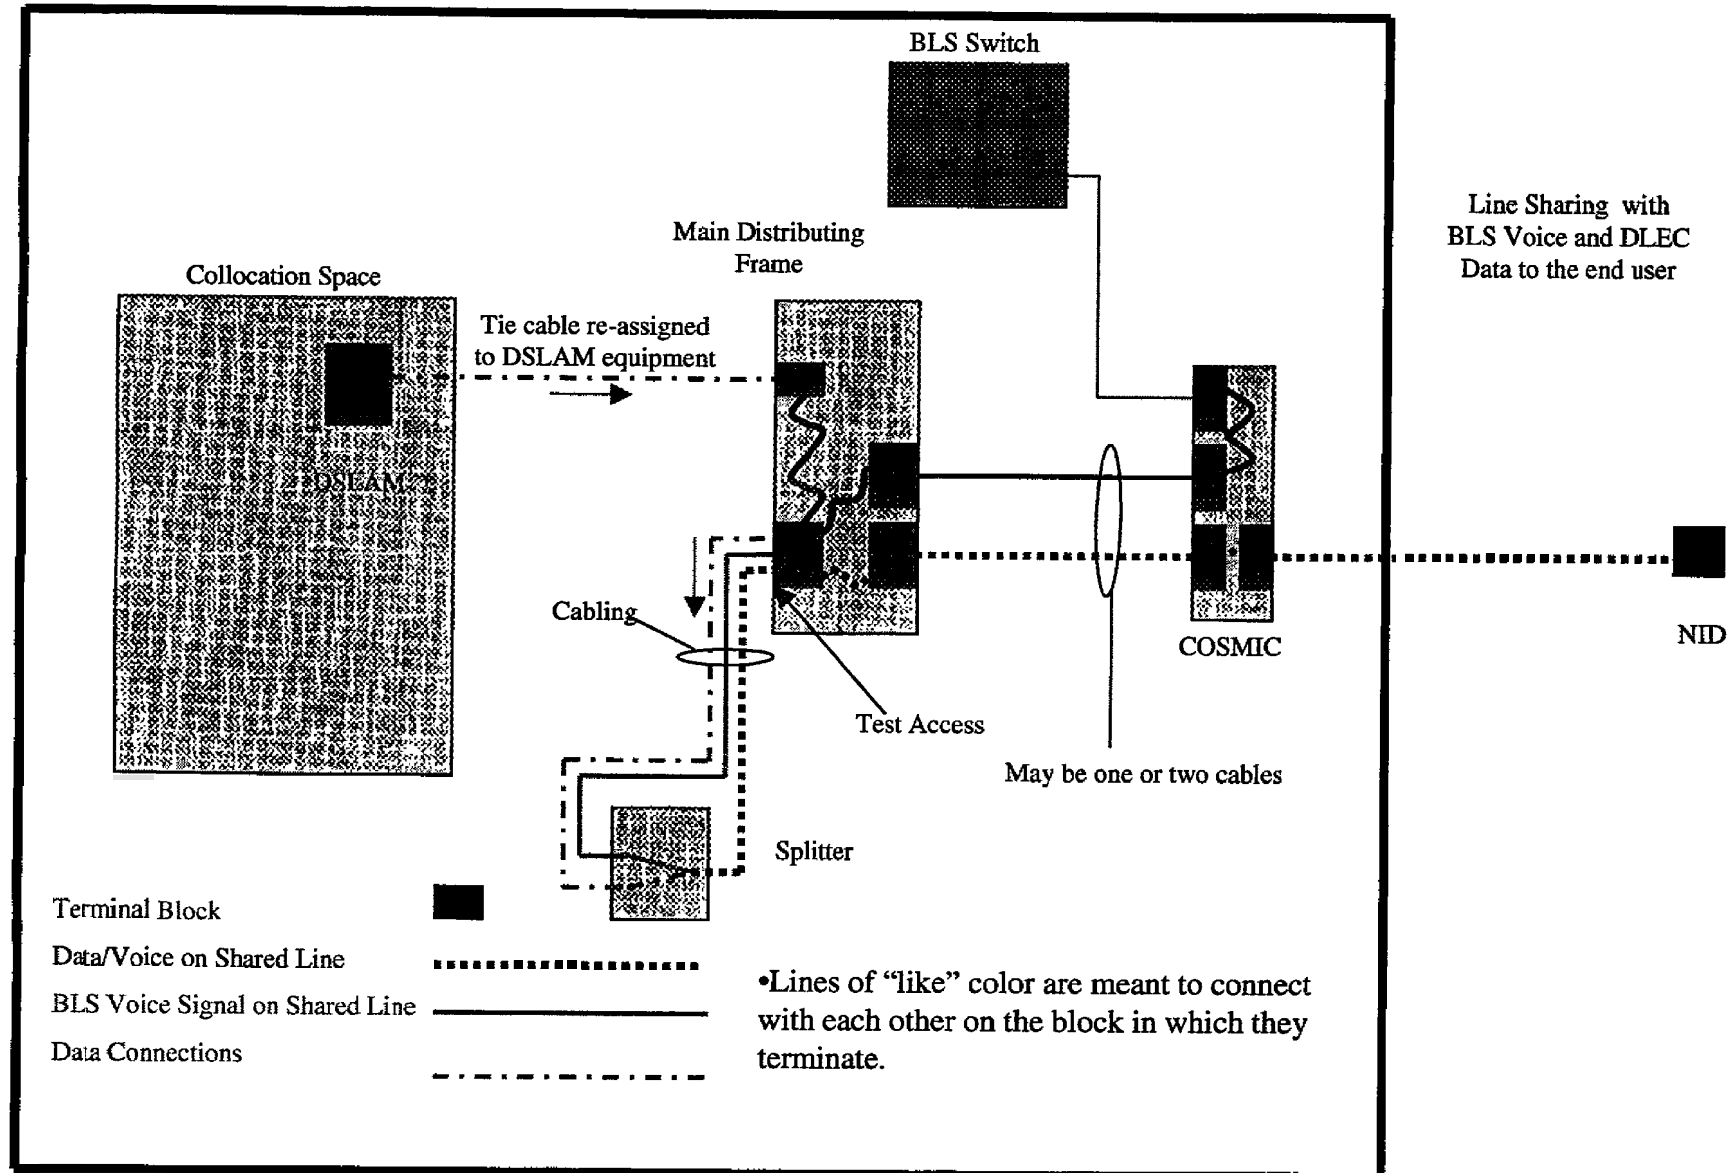 BLS Switch
Line Sharing with
BLS Voice and DLEC
Data to the end user
Main Distributing
Frame
Collocation Space
Tie cable re-assigned
to DSLAM equipment
DSLAM
Cabling
COSMIC
NID
Test Access
May be one or two cables
Splitter
Terminal Block
Data/Voice on Shared Line
BLS Voice Signal on Shared Line
Data Connections
•Lines of “like” color are meant to connect
with each other on the block in which they
terminate.